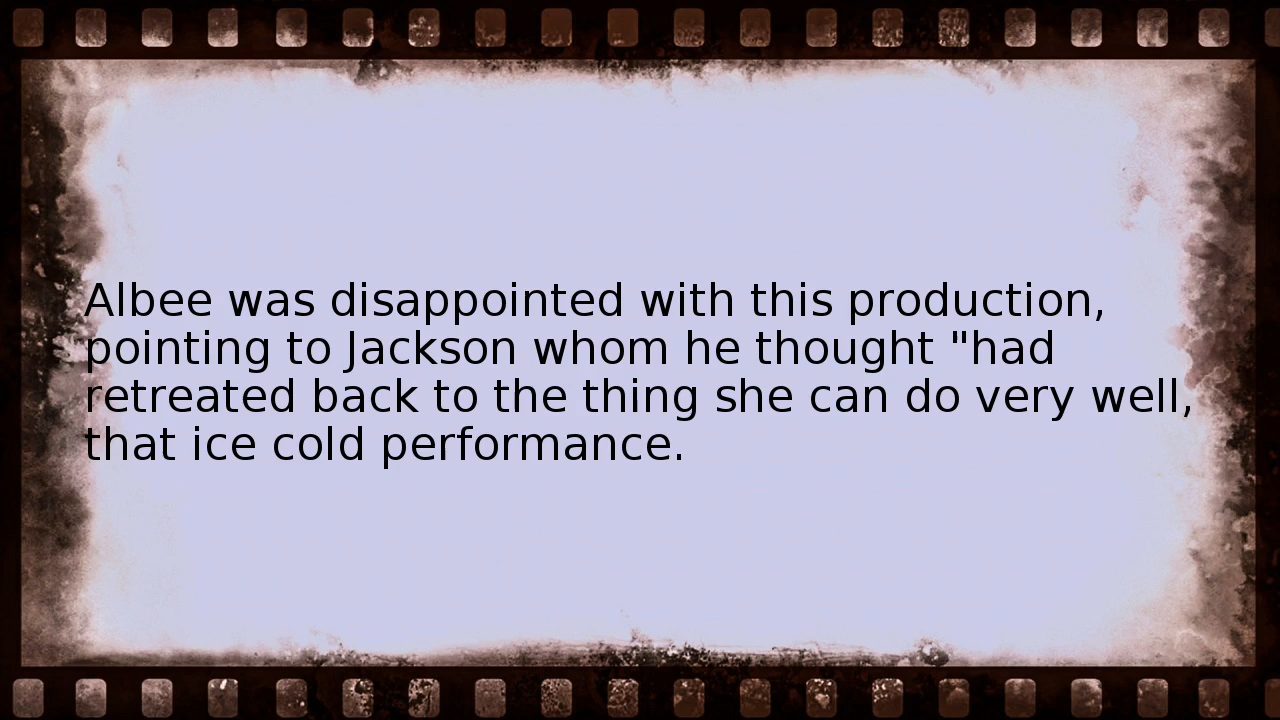 Albee was disappointed with this production,
pointing to Jackson whom he thought "had
retreated back to the thing she can do very well,
that ice cold performance.